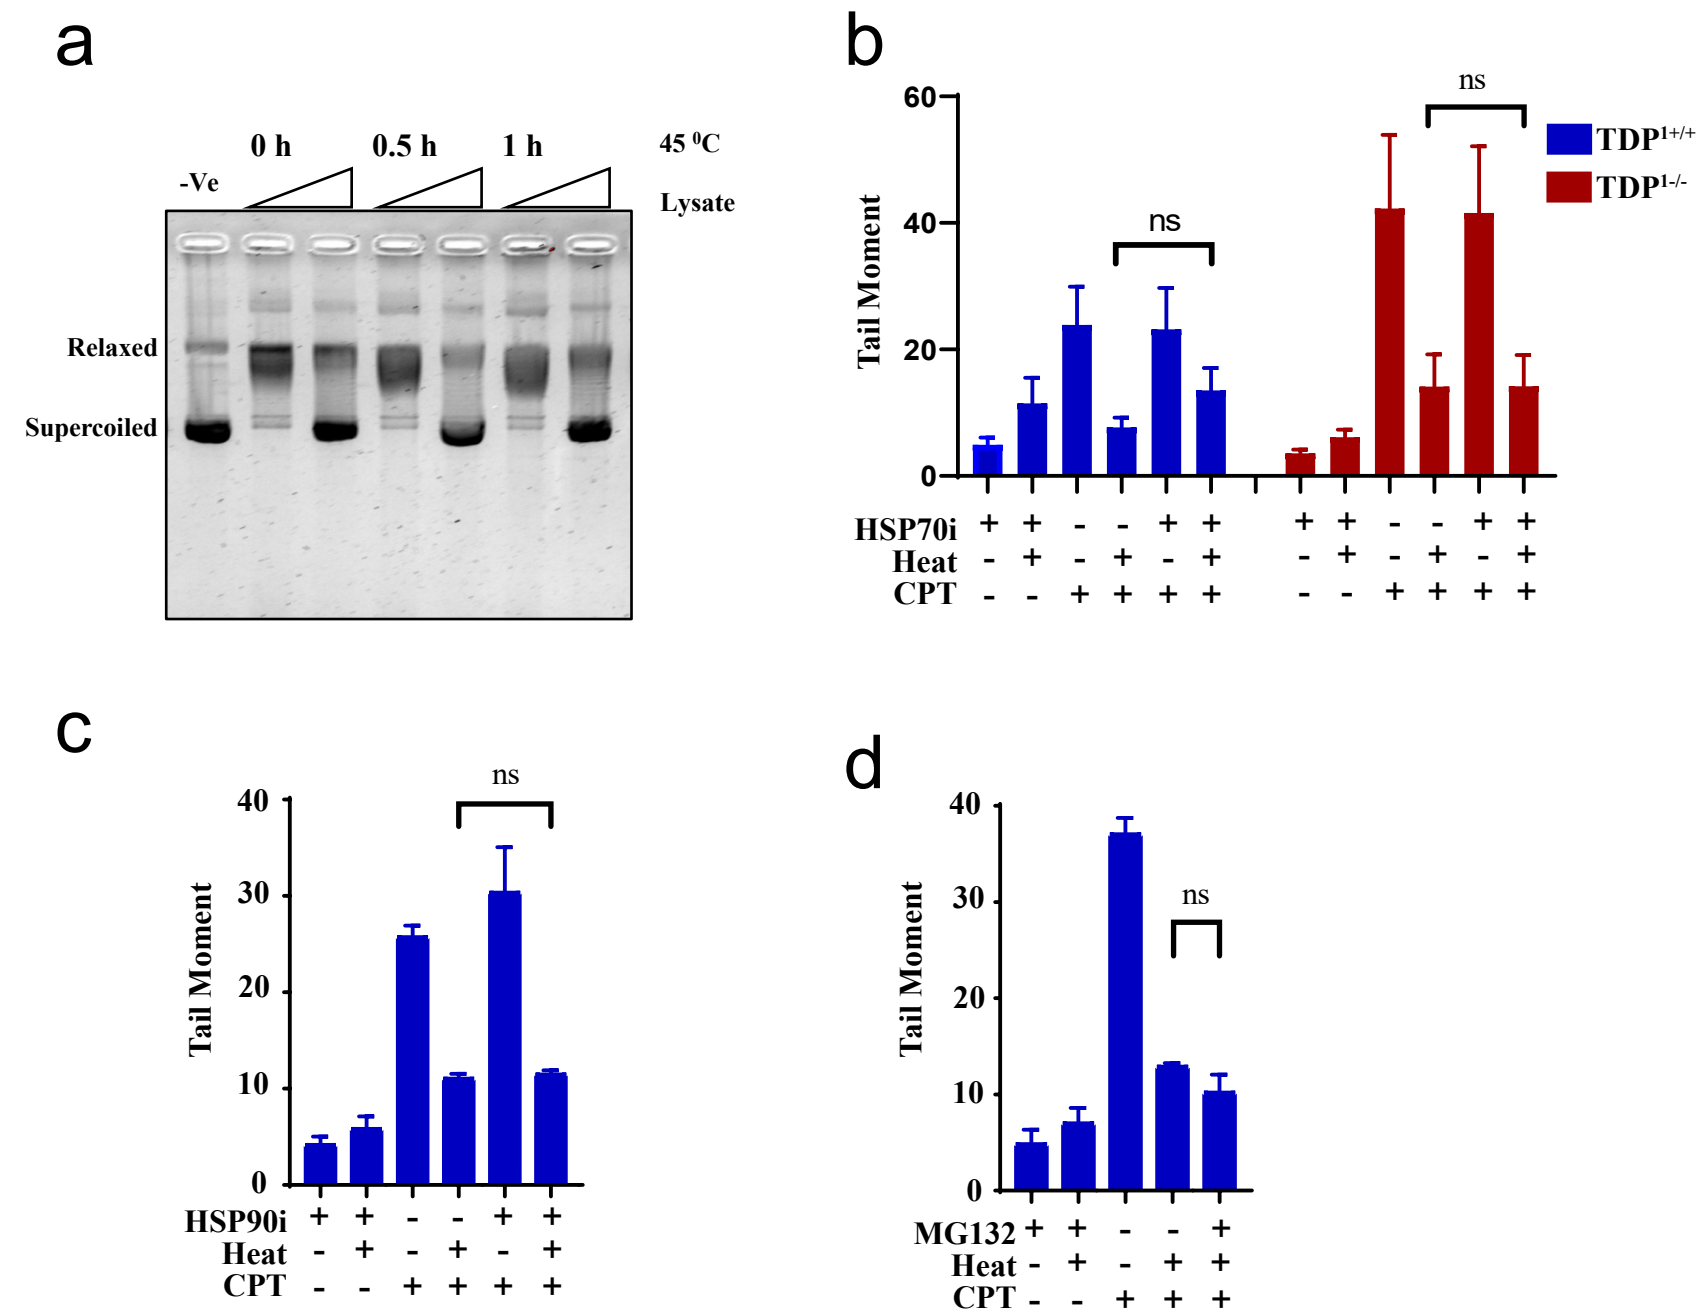 a
0 h 0.5 h 1 h 45 ⁰C
-Ve
Lysate
Relaxed
Supercoiled
b
60
40
20
0
Tail Moment
ns
ns
TDP1+/+
TDP1-/-
HSP70i + + - - + + + + - - + +
Heat - + - + - + - + - + - +
CPT - - + + + + - - + + + +
c
40
30
20
10
0
Tail Moment
ns
HSP90i + + - - + +
Heat - + - + - +
CPT - - + + + +
d
40
30
20
10
0
Tail Moment
ns
MG132 + + - - +
Heat - + - + +
CPT - - + + +